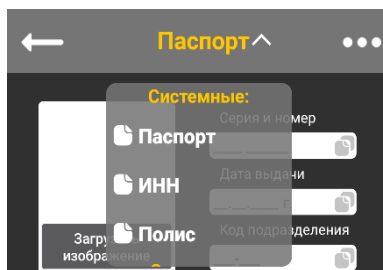 Паспорт
Системные:
Серия и номер
Паспорт
Дата выдачи
ИНН
г.
Код подразделения
Полис
Загру
изображение